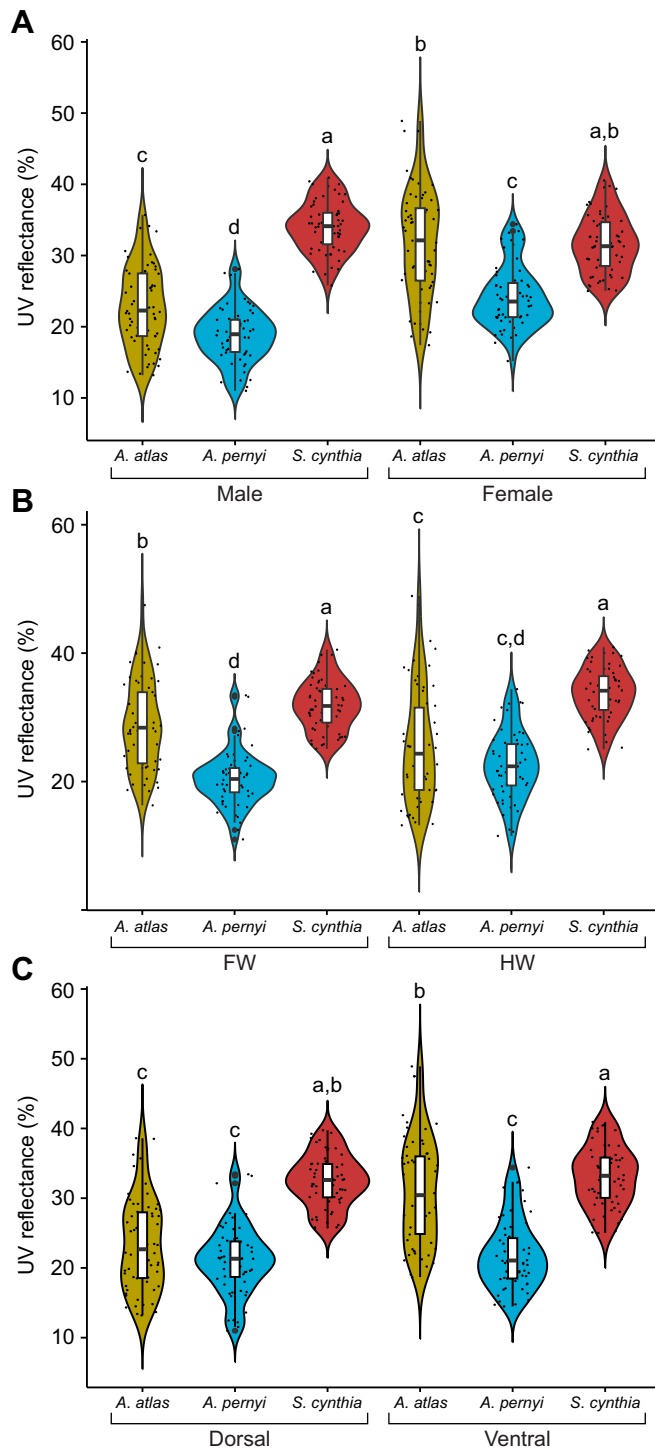 A
UV reflectance (%)
60
50
40
30
20
10
c
d
a
b
c
a,b
A. atlas A. pernyi S. cynthia A. atlas A. pernyi S. cynthia
Male Female
B
UV reflectance (%)
60
40
20
b
d
a
c
c,d
a
A. atlas A. pernyi S. cynthia A. atlas A. pernyi S. cynthia
FW HW
C
UV reflectance (%)
60
50
40
30
20
10
c
c
a,b
b
c
a
A. atlas A. pernyi S. cynthia A. atlas A. pernyi S. cynthia
Dorsal Ventral